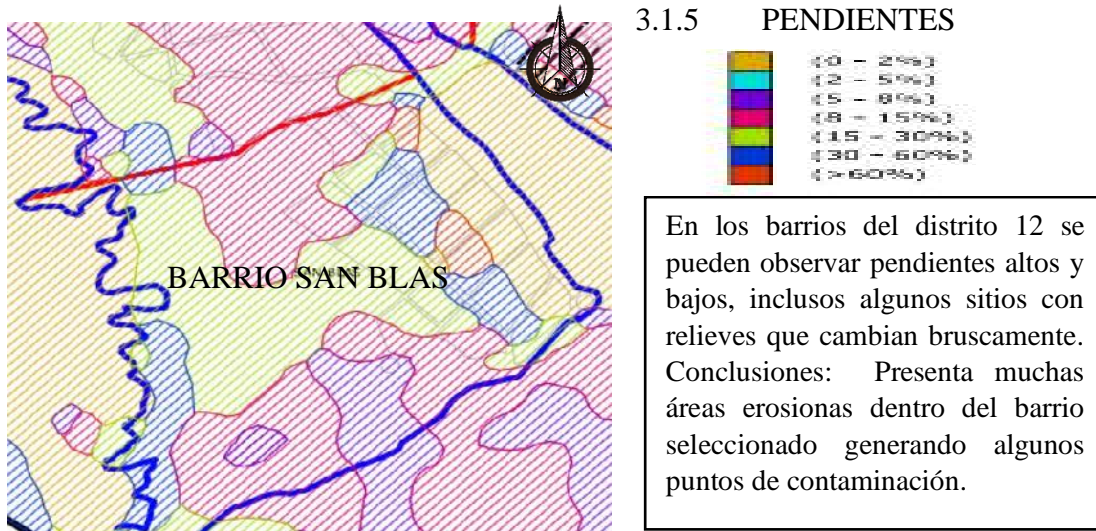 3.1.5 PENDIENTES
(0 - 2%)
(2 - 5%)
(5 - 8%)
(8 - 15%)
(15 - 30%)
(30 - 60%)
(>60%)
N
BARRIO SAN BLAS
En los barrios del distrito 12 se
pueden observar pendientes altos y
bajos, inclusos algunos sitios con
relieves que cambian bruscamente.
Conclusiones: Presenta muchas
áreas erosionas dentro del barrio
seleccionado generando algunos
puntos de contaminación.